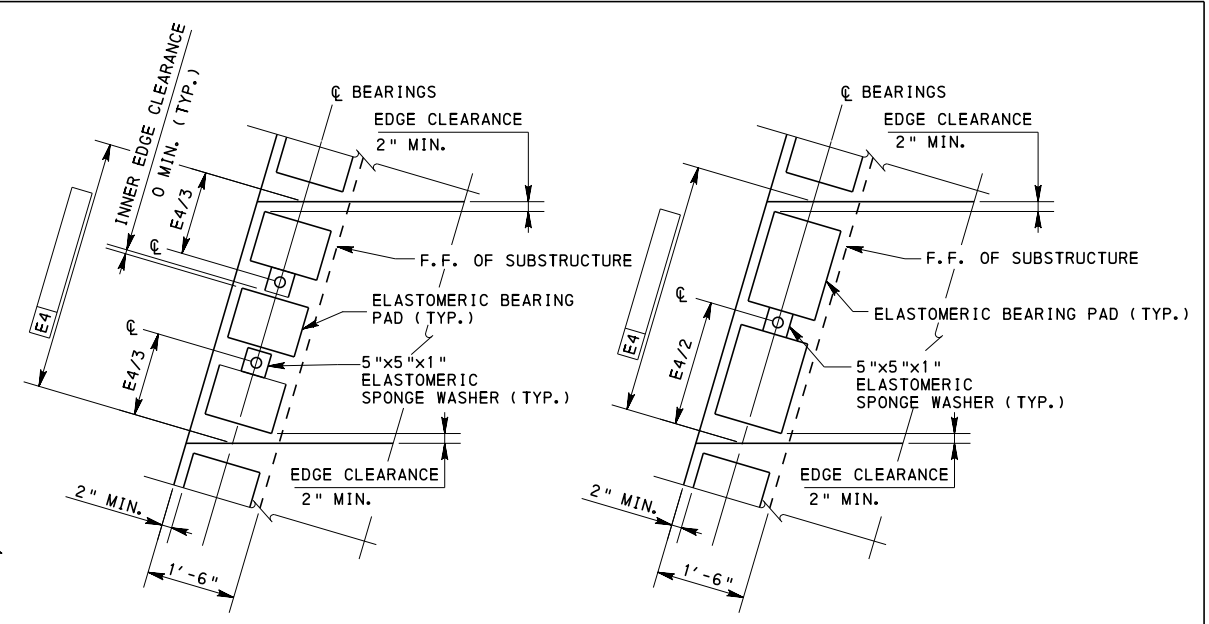 INNER EDGE CLEARANCE
0 MIN. (TYP.)
E4
E4/3
℄
℄
E4/3
℄ BEARINGS
EDGE CLEARANCE
2" MIN.
F.F. OF SUBSTRUCTURE
ELASTOMERIC BEARING
PAD (TYP.)
5"x5"x1"
ELASTOMERIC
SPONGE WASHER (TYP.)
EDGE CLEARANCE
2" MIN.
2" MIN.
1'-6"
℄ BEARINGS
EDGE CLEARANCE
2" MIN.
E4
℄
E4/2
F.F. OF SUBSTRUCTURE
ELASTOMERIC BEARING PAD (TYP.)
5"x5"x1"
ELASTOMERIC
SPONGE WASHER (TYP.)
EDGE CLEARANCE
2" MIN.
2" MIN.
1'-6"